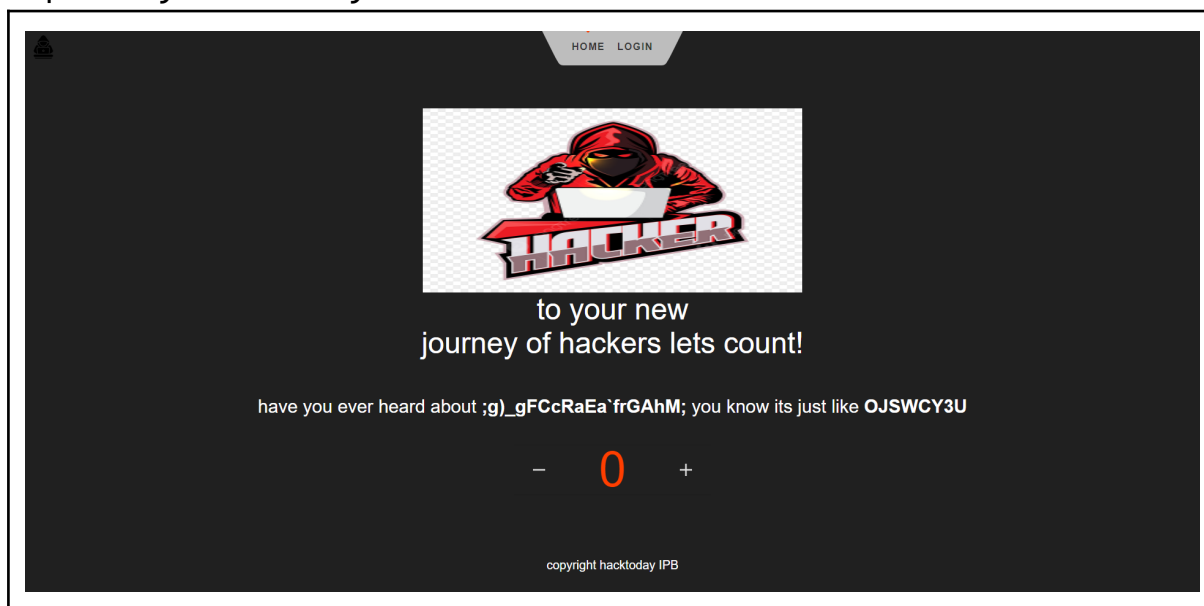 HOME LOGIN
HACKER
to your new
journey of hackers lets count!
have you ever heard about ;g)_gFCcRaEa`frGAhM; you know its just like OJSWCY3U
− 0 +
copyright hacktoday IPB